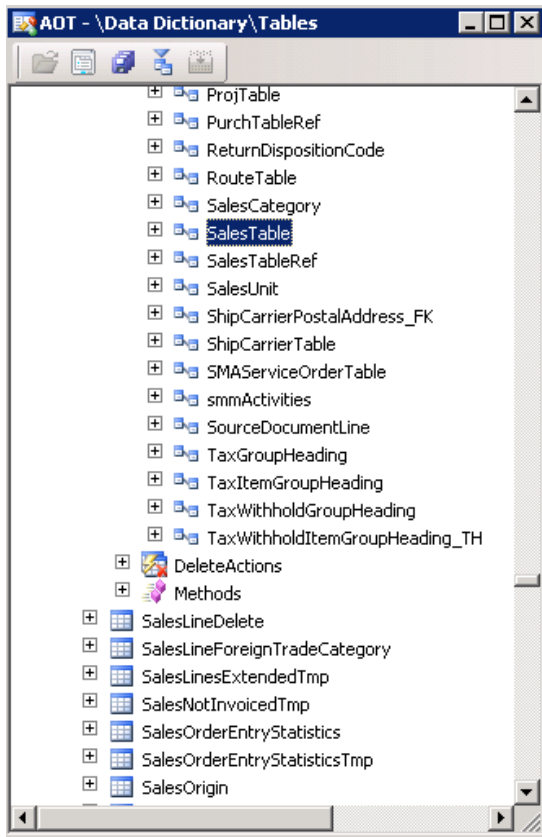 AOT - \Data Dictionary\Tables
ProjTable
PurchTableRef
ReturnDispositionCode
RouteTable
SalesCategory
SalesTable
SalesTableRef
SalesUnit
ShipCarrierPostalAddress_FK
ShipCarrierTable
SMAServiceOrderTable
smmActivities
SourceDocumentLine
TaxGroupHeading
TaxItemGroupHeading
TaxWithholdGroupHeading
TaxWithholdItemGroupHeading_TH
DeleteActions
Methods
SalesLineDelete
SalesLineForeignTradeCategory
SalesLinesExtendedTmp
SalesNotInvoicedTmp
SalesOrderEntryStatistics
SalesOrderEntryStatisticsTmp
SalesOrigin